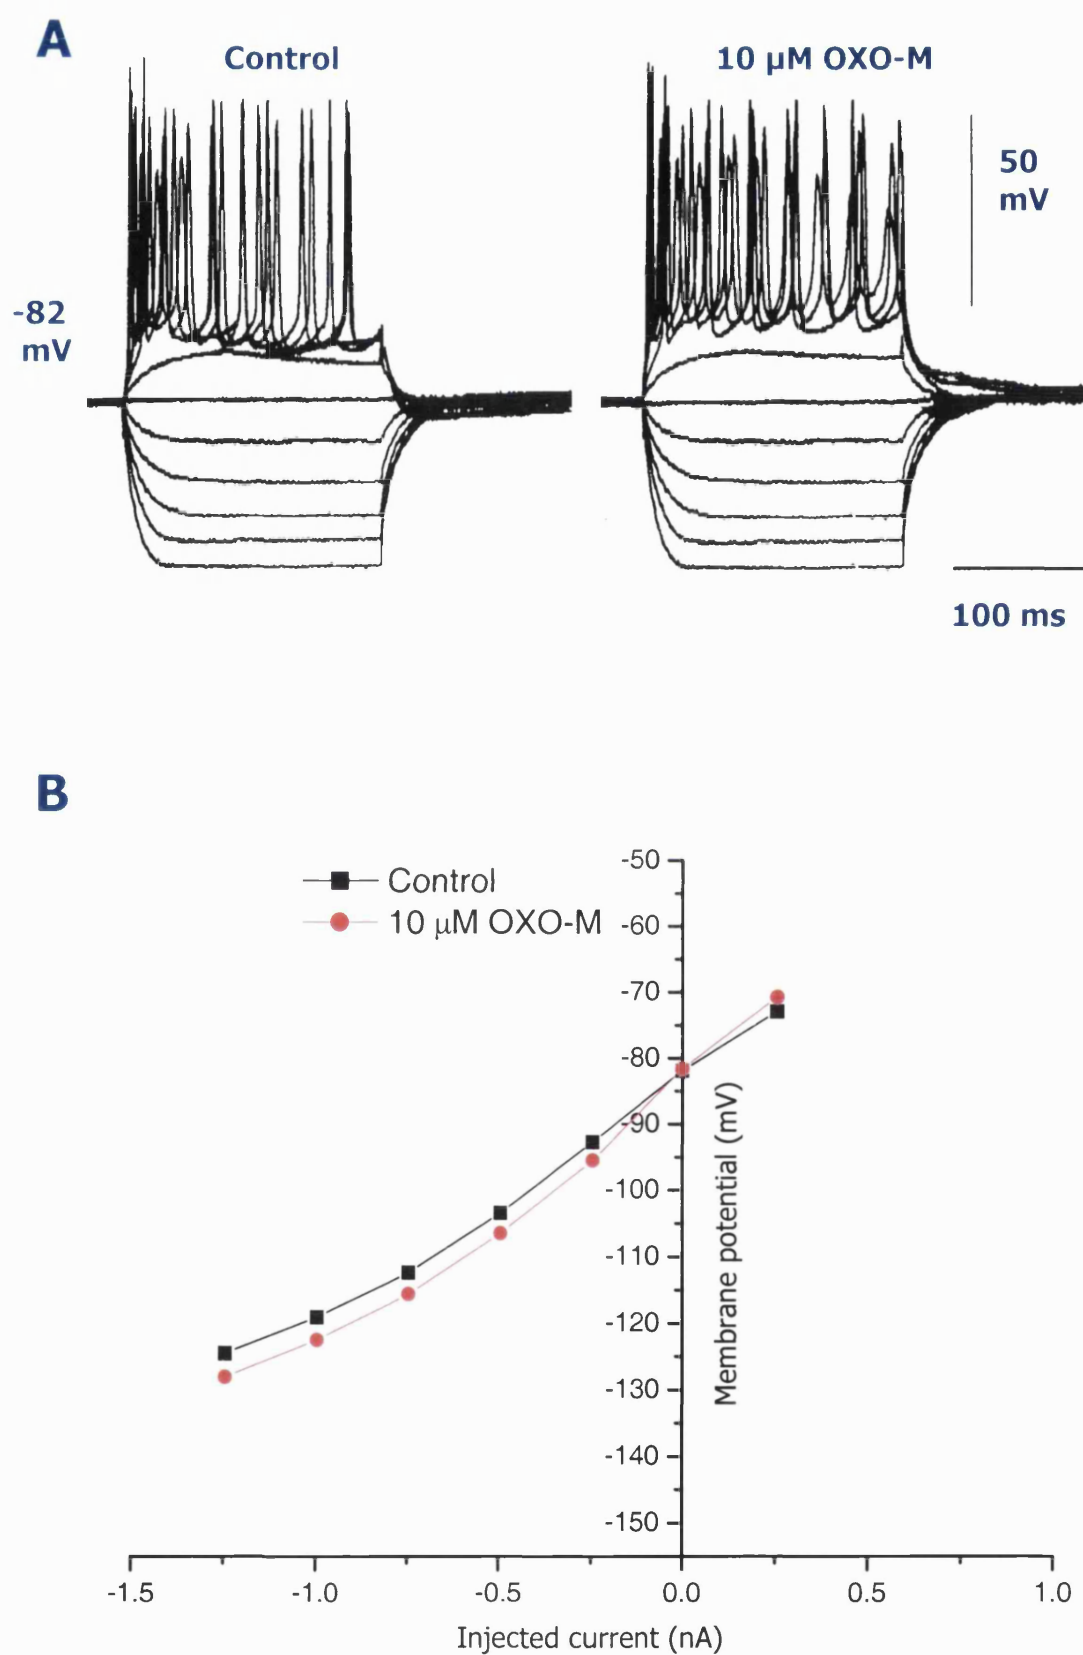 A
Control
10 µM OXO-M
50
mV
-82
mV
100 ms
B
Control
10 µM OXO-M
-50
-60
-70
-80
-90
-100
-110
-120
-130
-140
-150
Membrane potential (mV)
-1.5
-1.0
-0.5
0.0
0.5
1.0
Injected current (nA)